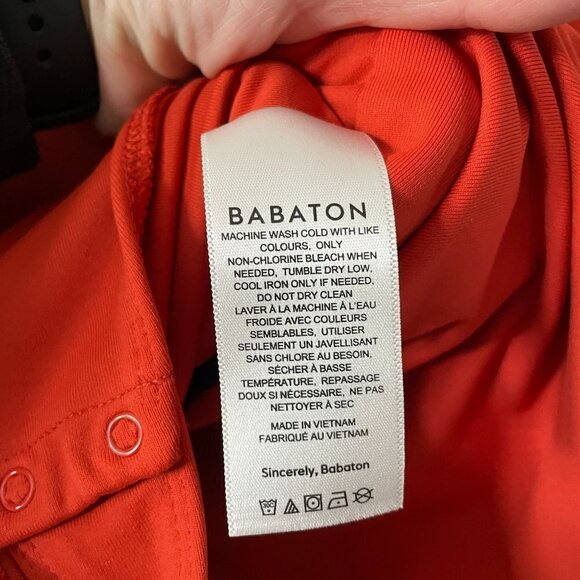 BABATON
MACHINE WASH COLD WITH LIKE
COLOURS, ONLY
NON-CHLORINE BLEACH WHEN
NEEDED, TUMBLE DRY LOW,
COOL IRON ONLY IF NEEDED,
DO NOT DRY CLEAN
LAVER À LA MACHINE À L'EAU
FROIDE AVEC COULEURS
SEMBLABLES, UTILISER
SEULEMENT UN JAVELLISANT
SANS CHLORE AU BESOIN,
SÉCHER À BASSE
TEMPÉRATURE, REPASSAGE
DOUX SI NÉCESSAIRE, NE PAS
NETTOYER À SEC
MADE IN VIETNAM
FABRIQUÉ AU VIETNAM
Sincerely, Babaton